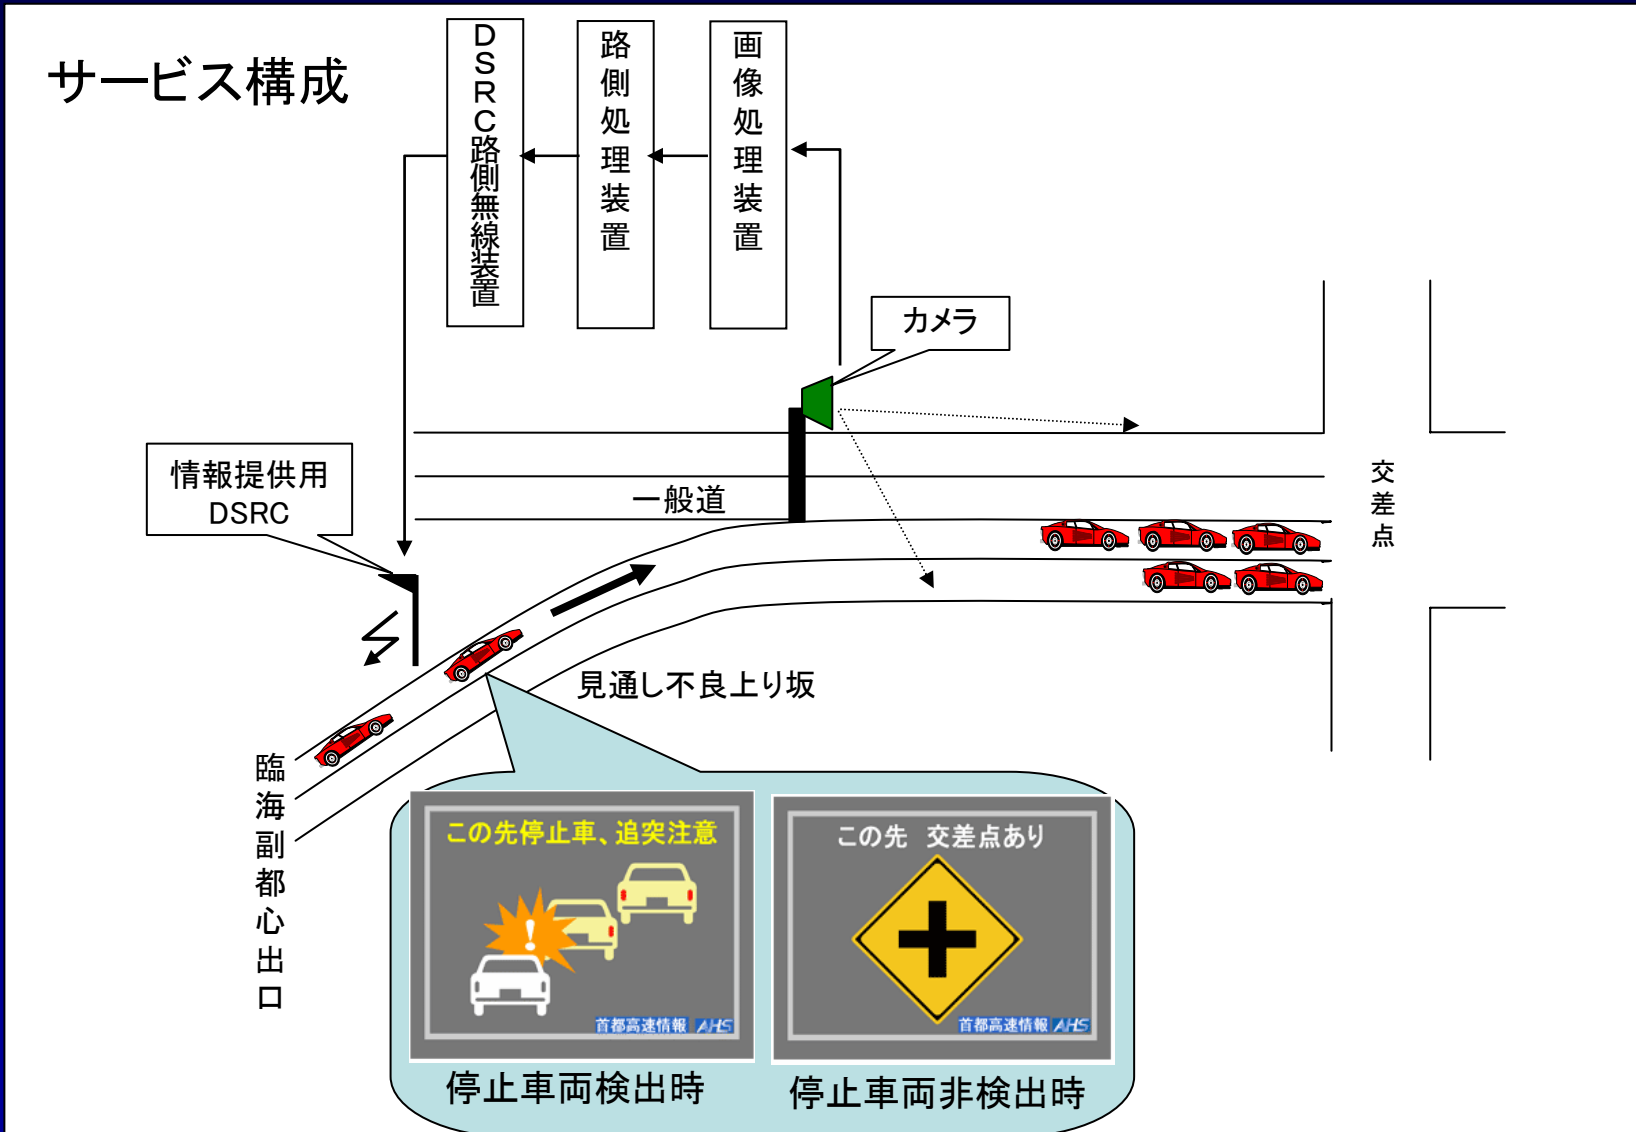 サービス構成
DSRC路側無線装置
路側処理装置
画像処理装置
カメラ
情報提供用
DSRC
一般道
交差点
見通し不良上り坂
臨海副都心出口
この先停止車、追突注意
!
首都高速情報 AHS
この先 交差点あり
首都高速情報 AHS
停止車両検出時
停止車両非検出時